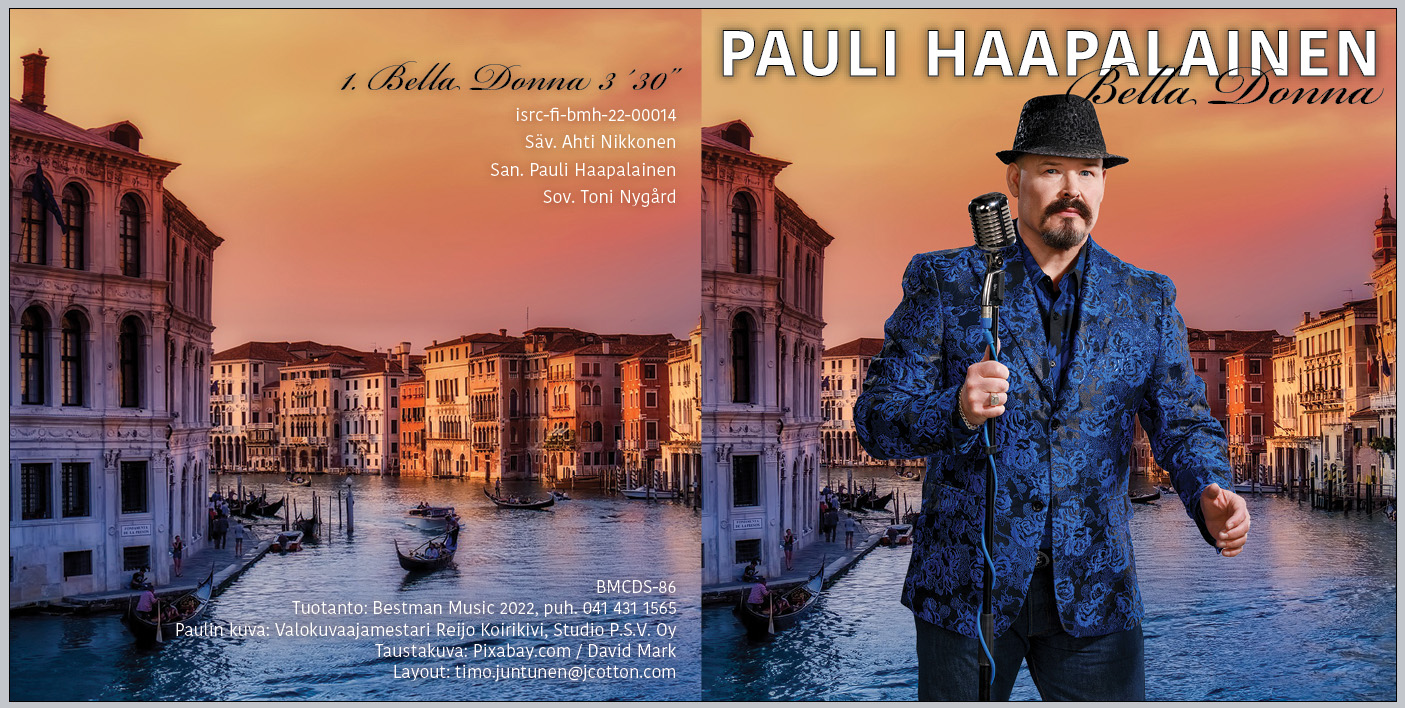 1. Bella Donna 3´30"
isrc-fi-bmh-22-00014
Säv. Ahti Nikkonen
San. Pauli Haapalainen
Sov. Toni Nygård
BMCDS-86
Tuotanto: Bestman Music 2022, puh. 041 431 1565
Paulin kuva: Valokuvaajamestari Reijo Koirikivi, Studio P.S.V. Oy
Taustakuva: Pixabay.com / David Mark
Layout: timo.juntunen@jcotton.com
PAULI HAAPALAINEN
Bella Donna